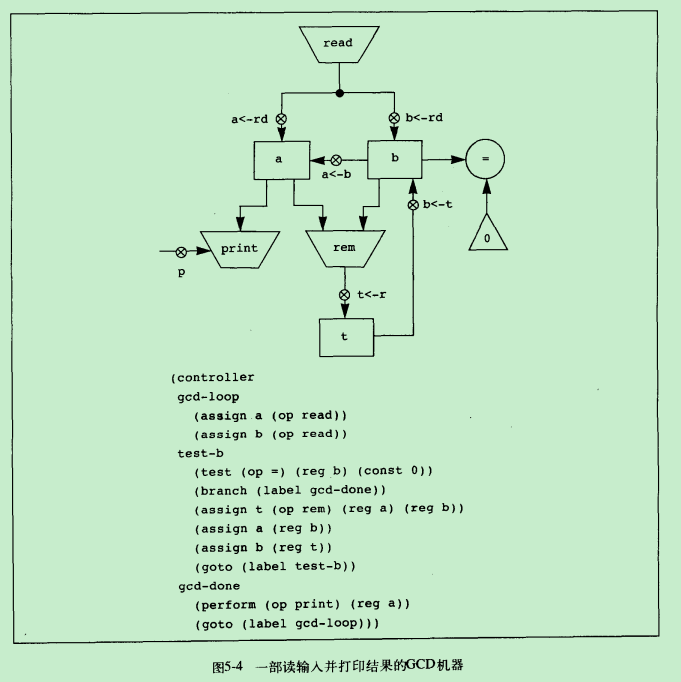 read
a<-rd
b<-rd
a
a<-b
b
=
b<-t
0
print
rem
p
t<-r
t
(controller
gcd-loop
(assign a (op read))
(assign b (op read))
test-b
(test (op =) (reg b) (const 0))
(branch (label gcd-done))
(assign t (op rem) (reg a) (reg b))
(assign a (reg b))
(assign b (reg t))
(goto (label test-b))
gcd-done
(perform (op print) (reg a))
(goto (label gcd-loop)))
图5-4 一部读输入并打印结果的GCD机器